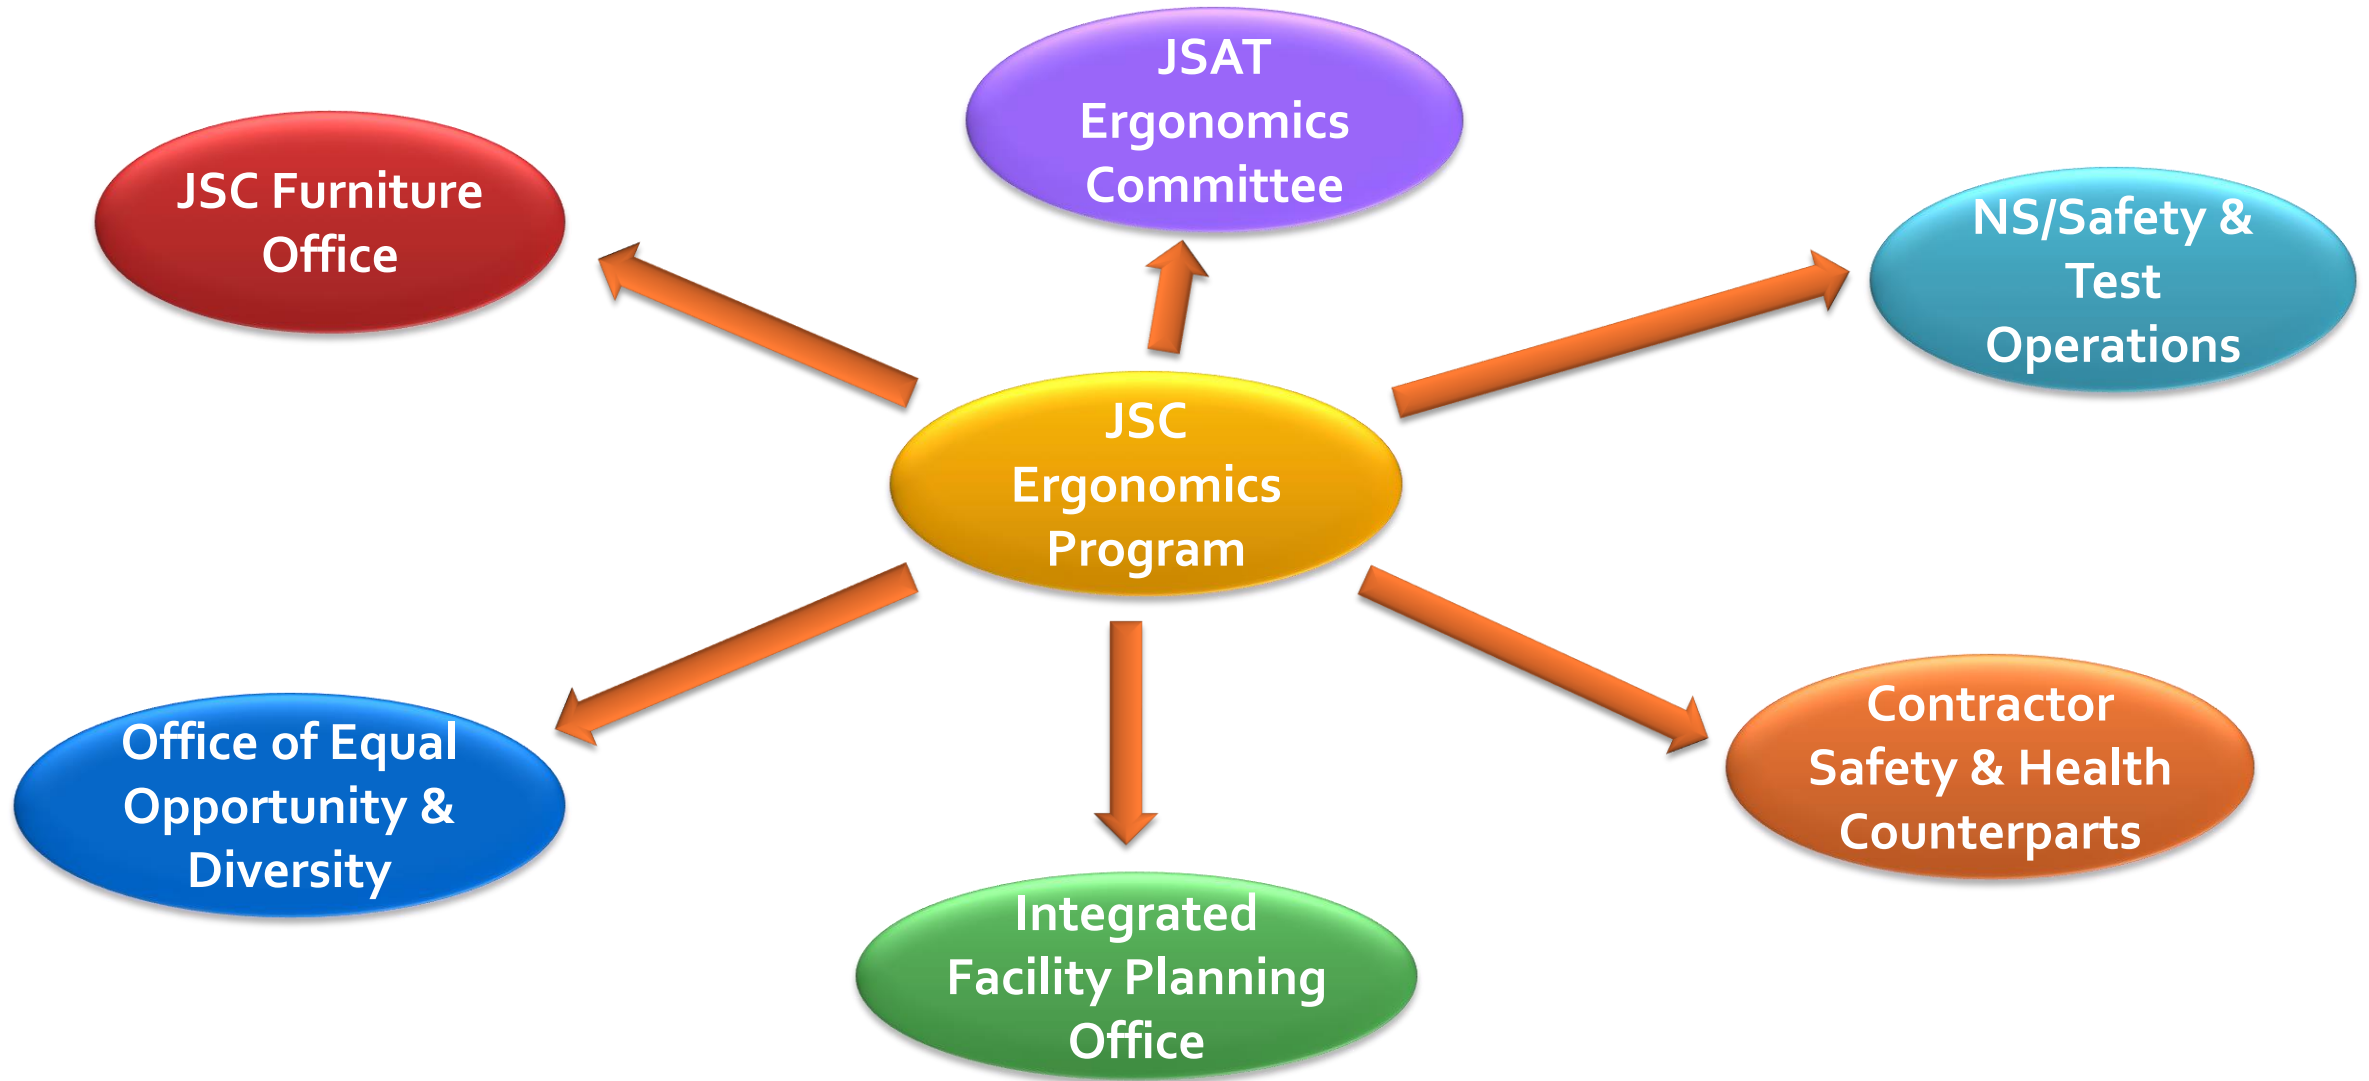 JSAT
Ergonomics
Committee
JSC Furniture
Office
NS/Safety &
Test
Operations
JSC
Ergonomics
Program
Office of Equal
Opportunity &
Diversity
Contractor
Safety & Health
Counterparts
Integrated
Facility Planning
Office